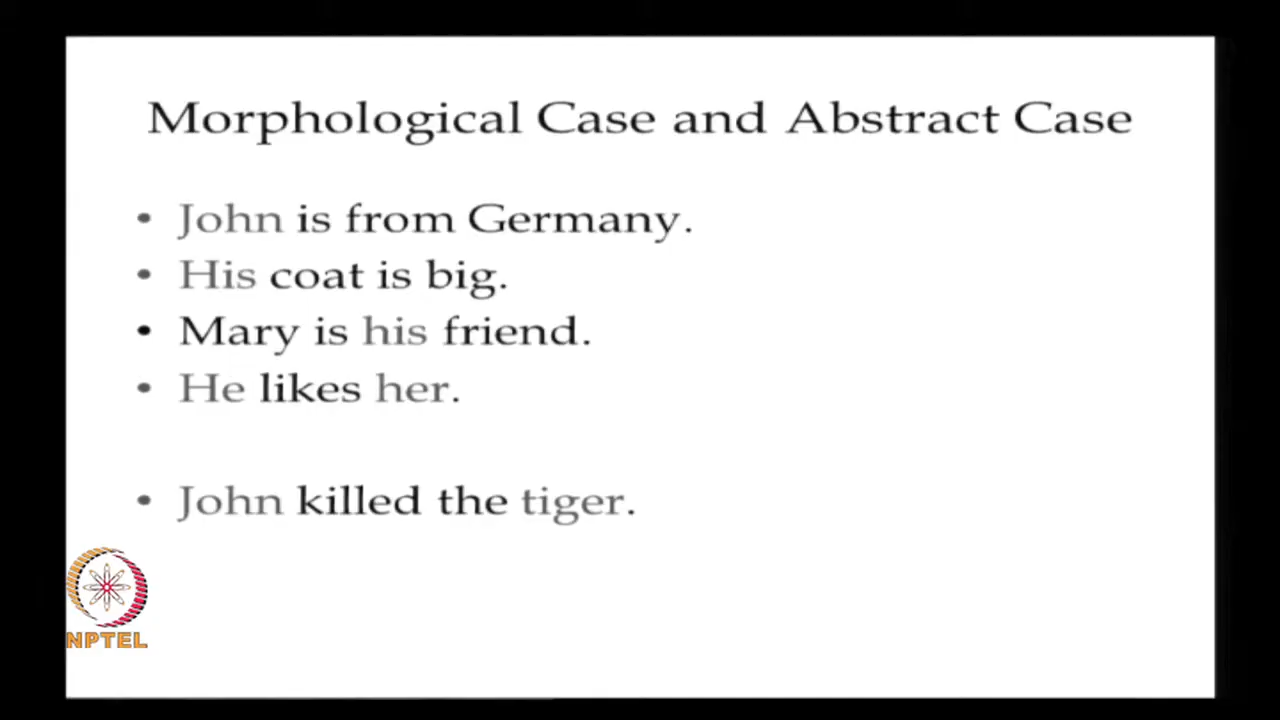 Morphological Case and Abstract Case
• John is from Germany.
• His coat is big.
• Mary is his friend.
• He likes her.
• John killed the tiger.
NPTEL